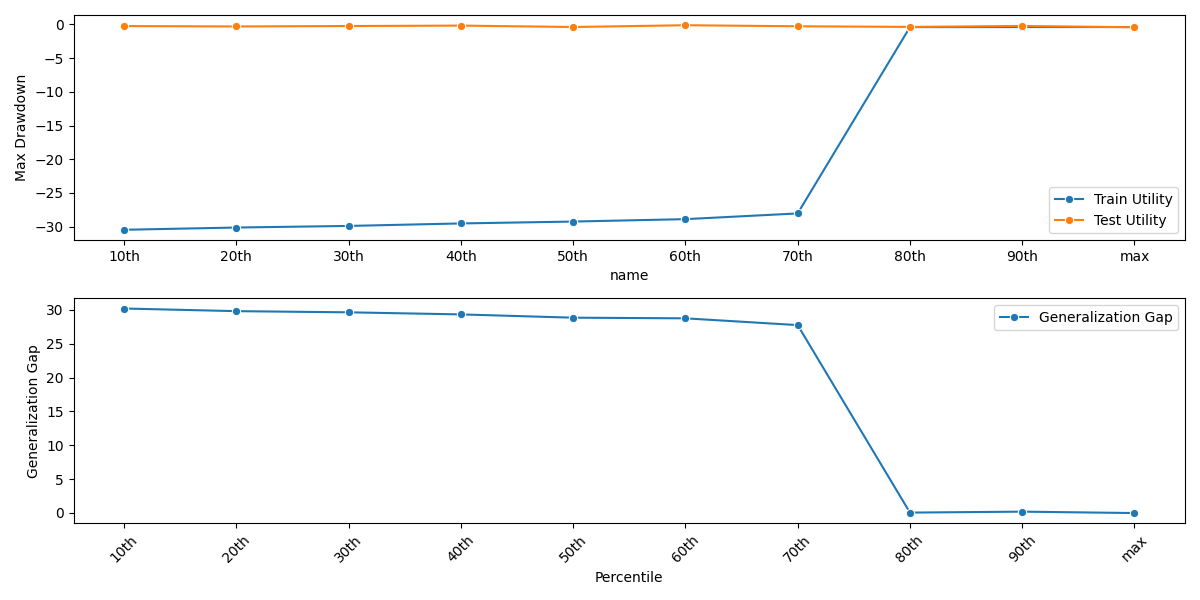 Max Drawdown
0
−5
−10
−15
−20
−25
−30
Train Utility
Test Utility
10th 20th 30th 40th 50th 60th 70th 80th 90th max
name
Generalization Gap
30
25
20
15
10
5
0
Generalization Gap
10th 20th 30th 40th 50th 60th 70th 80th 90th max
Percentile